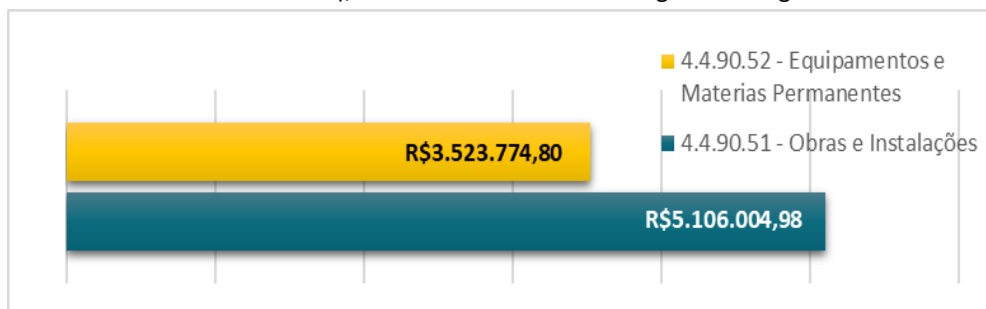 4.4.90.52 - Equipamentos e
Materias Permanentes
R$3.523.774,80
4.4.90.51 - Obras e Instalações
R$5.106.004,98